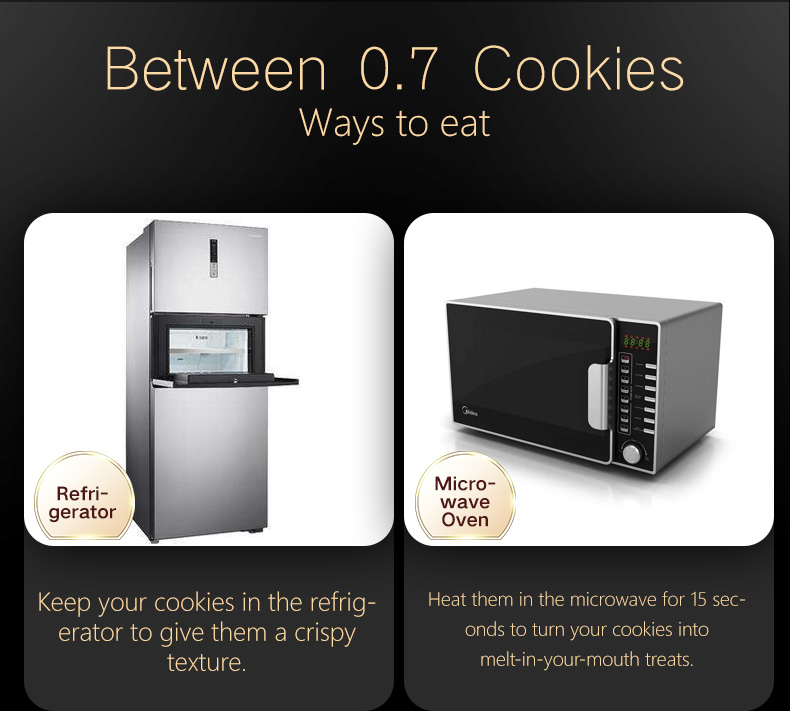 Between 0.7 Cookies
Ways to eat
Refri-
gerator
Micro-
wave
Oven
Midea
Keep your cookies in the refrig-
erator to give them a crispy
texture.
Heat them in the microwave for 15 sec-
onds to turn your cookies into
melt-in-your-mouth treats.